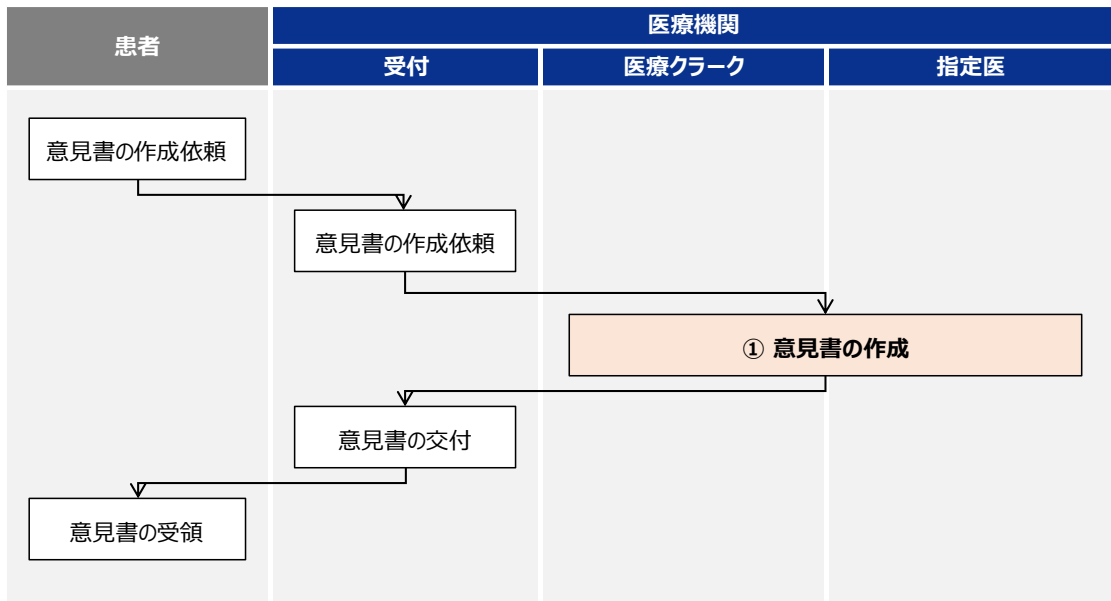 患者
医療機関
受付
医療クラーク
指定医
意見書の作成依頼
意見書の作成依頼
① 意見書の作成
意見書の交付
意見書の受領